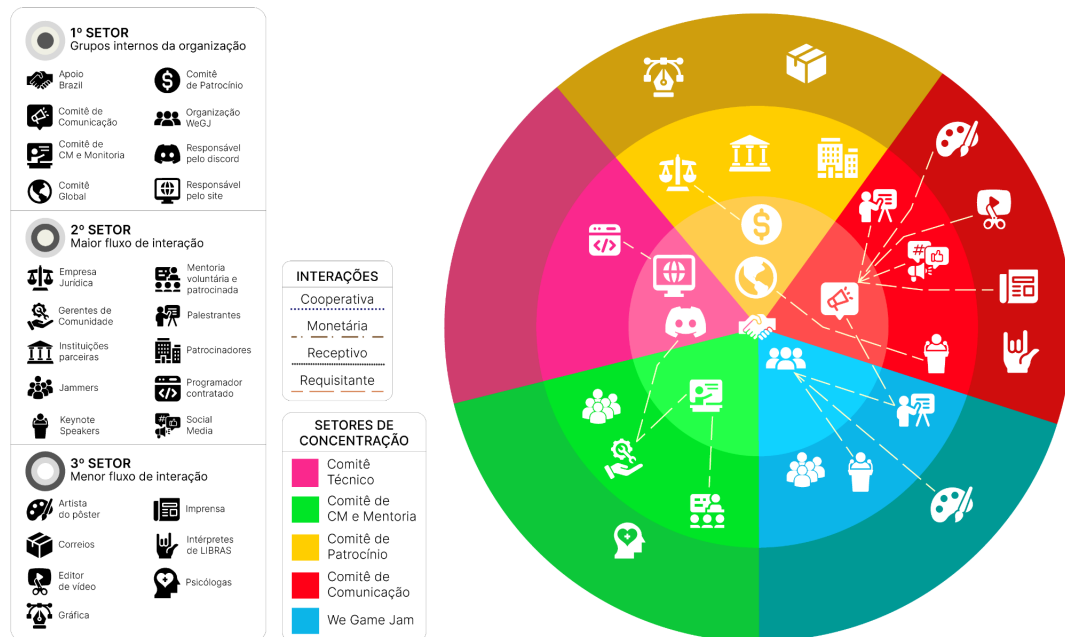 1º SETOR
Grupos internos da organização
Apoio
Brazil
Comitê
de Patrocínio
Comitê de
Comunicação
Organização
WeGJ
Comitê de
CM e Monitoria
Responsável
pelo discord
Comitê
Global
Responsável
pelo site
2º SETOR
Maior fluxo de interação
Empresa
Jurídica
Mentoria
voluntária e
patrocinada
Gerentes de
Comunidade
Palestrantes
Instituições
parceiras
Patrocinadores
Jammers
Programador
contratado
Keynote
Speakers
Social
Media
#
3º SETOR
Menor fluxo de interação
Artista
do pôster
Imprensa
Correios
Intérpretes
de LIBRAS
Editor
de vídeo
Psicólogas
Gráfica
INTERAÇÕES
Cooperativa
Monetária
Receptivo
Requisitante
SETORES DE
CONCENTRAÇÃO
Comitê
Técnico
Comitê de
CM e Mentoria
Comitê de
Patrocínio
Comitê de
Comunicação
We Game Jam
$
#